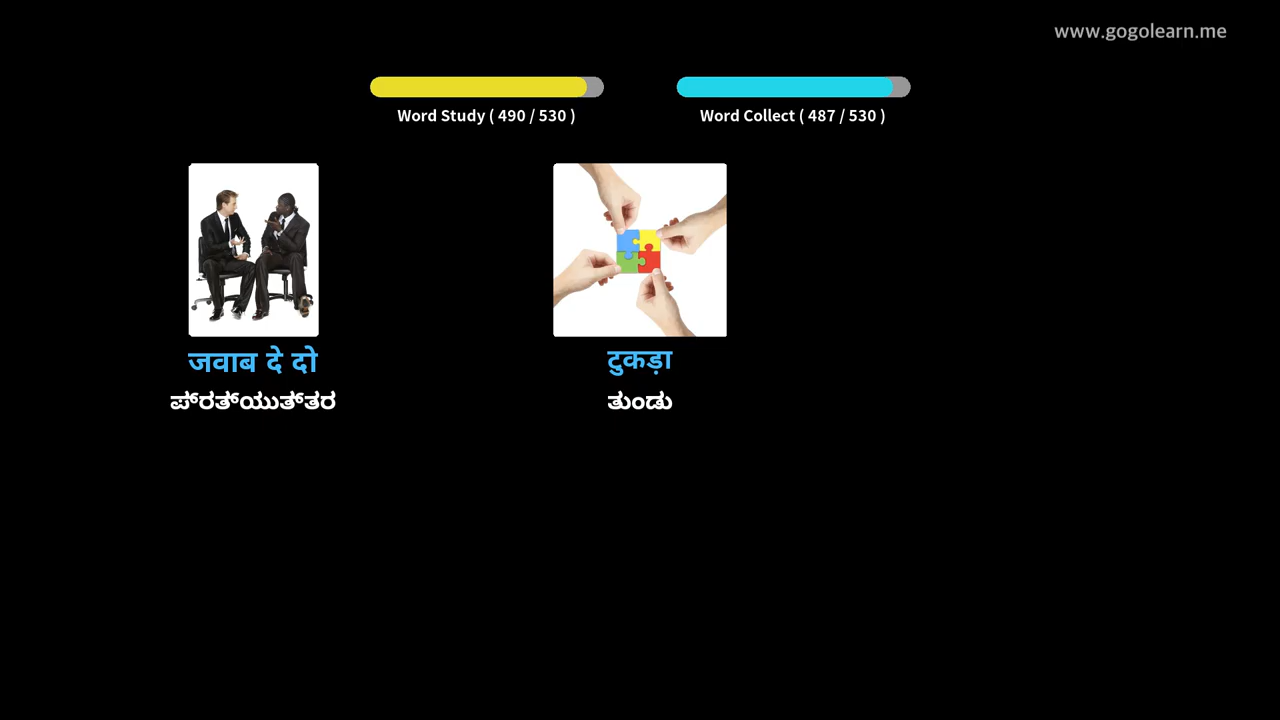 www.gogolearn.me
Word Study ( 490 / 530 )
Word Collect ( 487 / 530 )
जवाब दे दो
टुकड़ा
ಪ್ರತ್ಯುತ್ತರ
ತುಂಡು